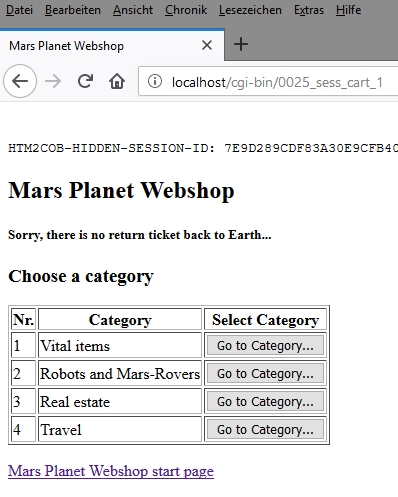 Datei Bearbeiten Ansicht Chronik Lesezeichen Extras Hilfe
Mars Planet Webshop
localhost/cgi-bin/0025_sess_cart_1
HTM2COB-HIDDEN-SESSION-ID: 7E9D289CDF83A30E9CFB40
Mars Planet Webshop
Sorry, there is no return ticket back to Earth...
Choose a category
Nr. Category Select Category
1 Vital items Go to Category...
2 Robots and Mars-Rovers Go to Category...
3 Real estate Go to Category...
4 Travel Go to Category...
Mars Planet Webshop start page